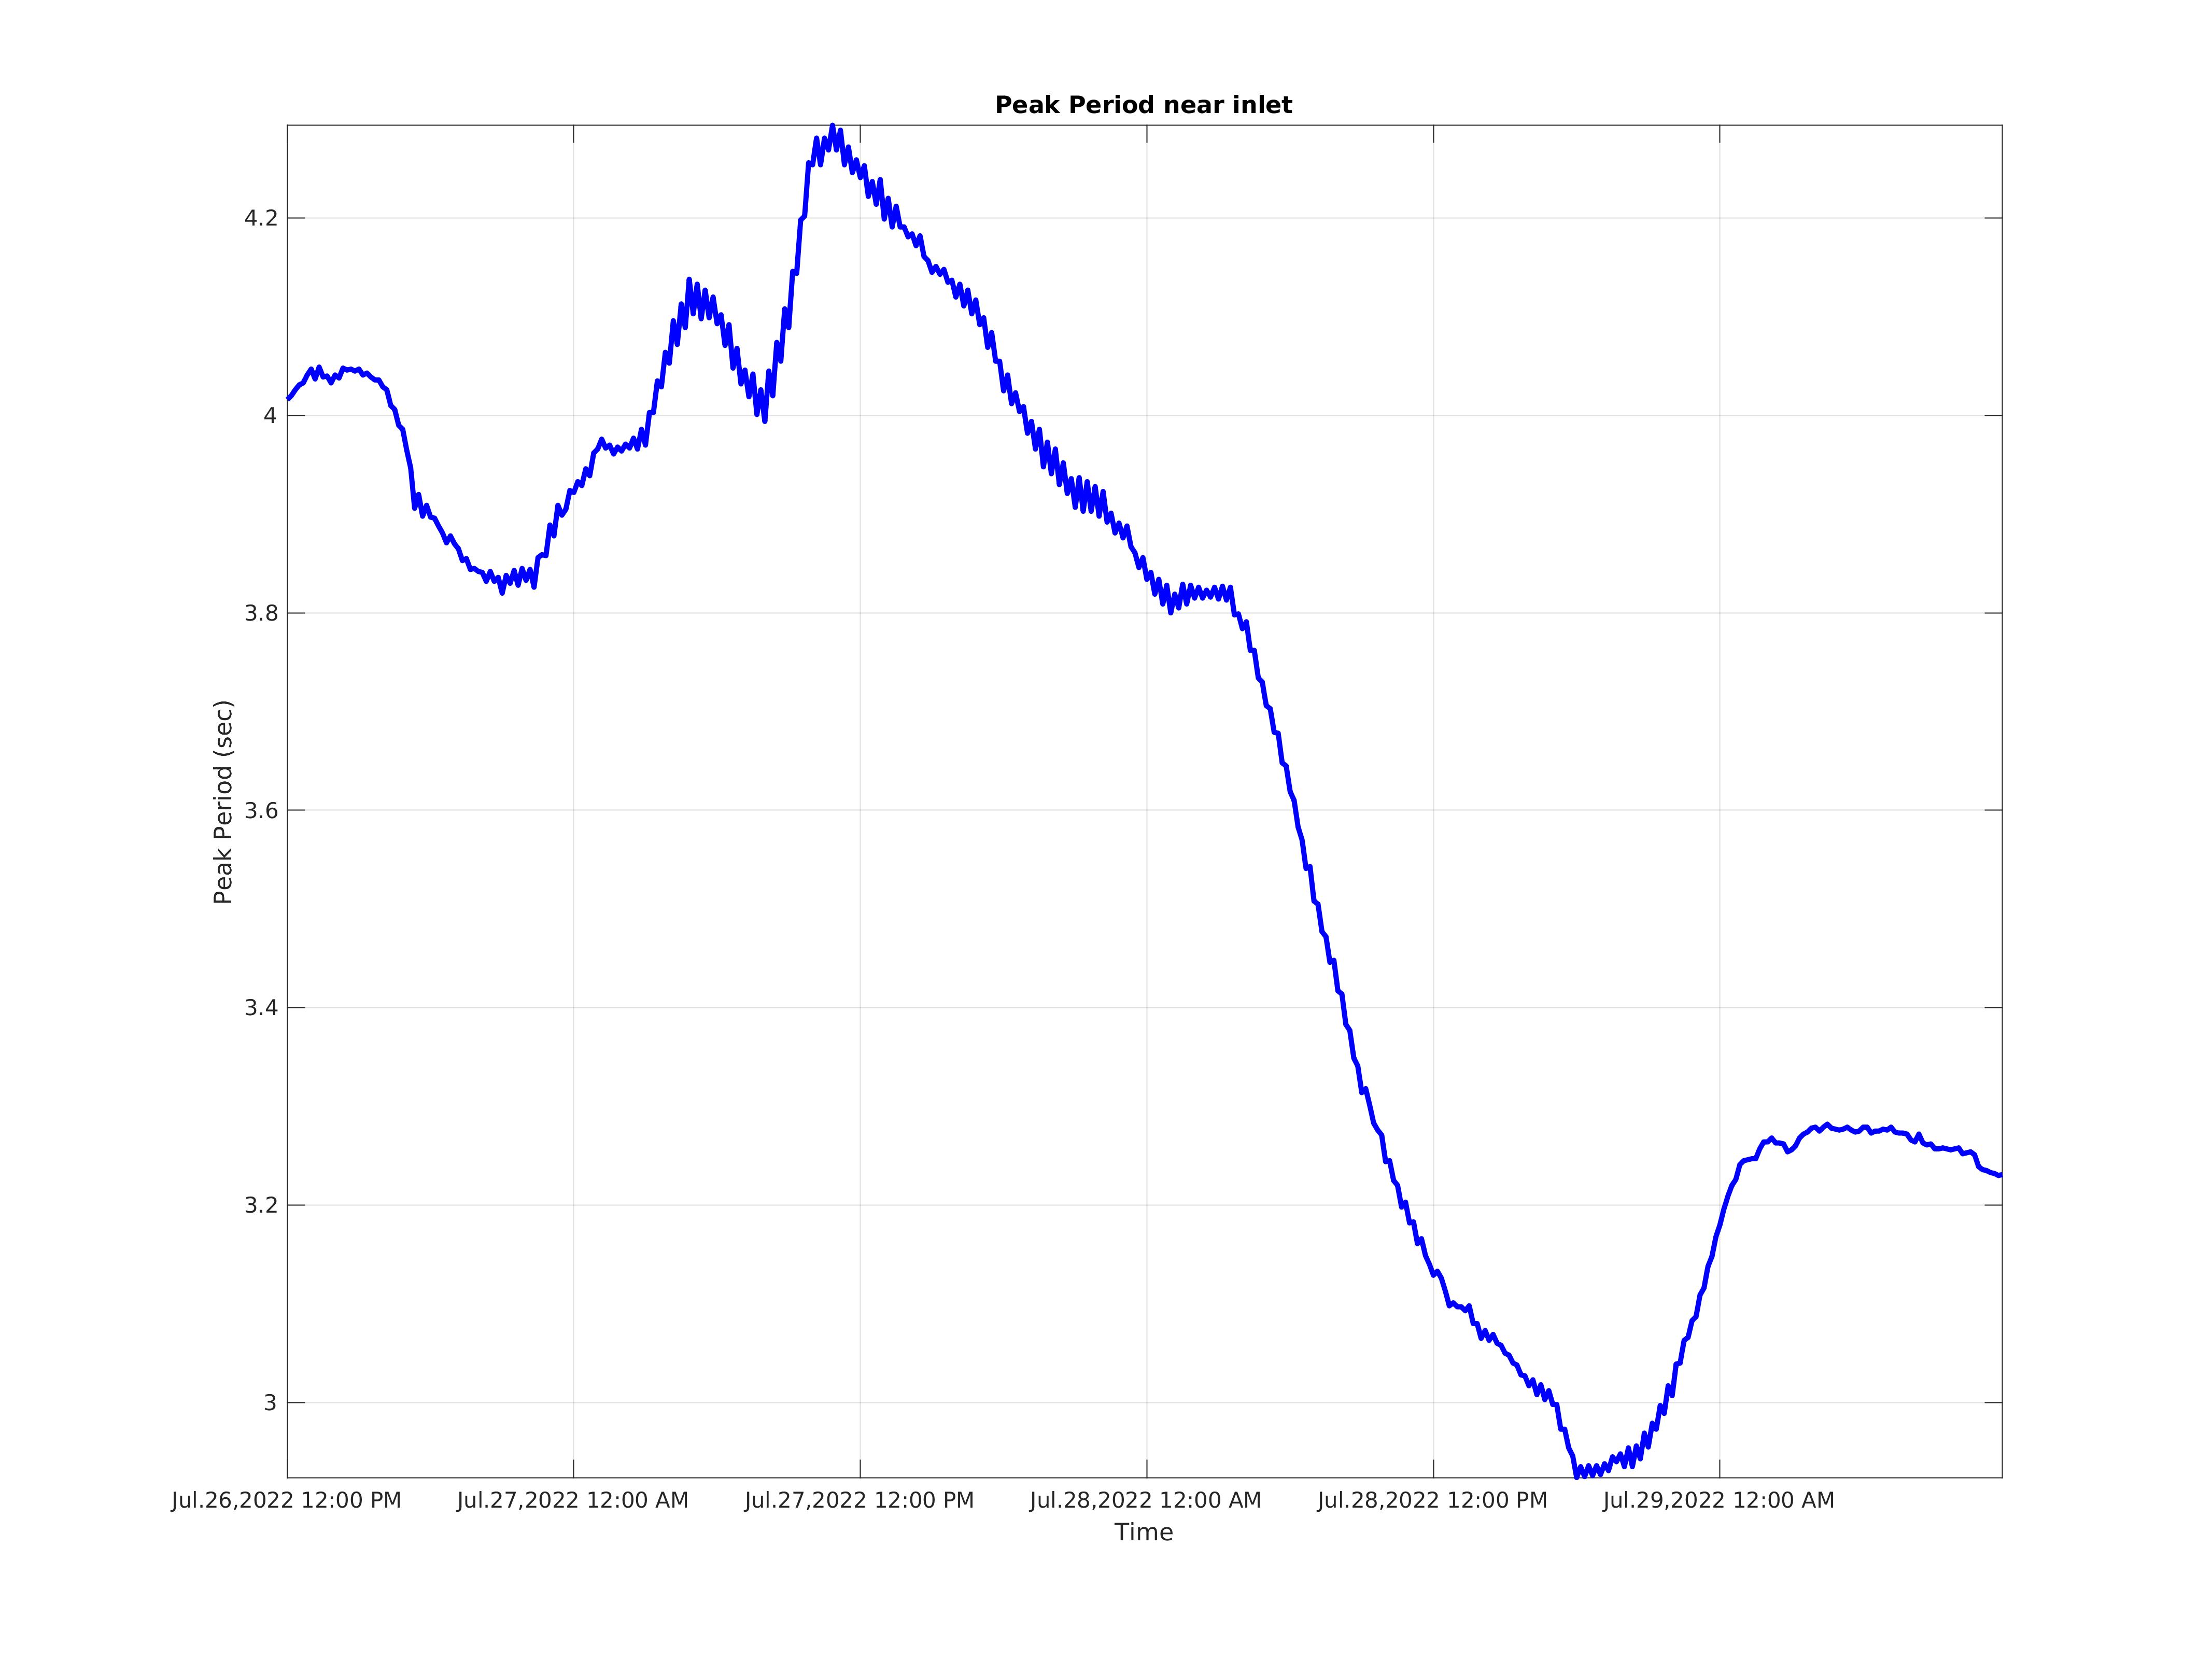 Peak Period near inlet
4.2
4
3.8
3.6
3.4
3.2
3
Peak Period (sec)
Jul.26,2022 12:00 PM
Jul.27,2022 12:00 AM
Jul.27,2022 12:00 PM
Jul.28,2022 12:00 AM
Jul.28,2022 12:00 PM
Jul.29,2022 12:00 AM
Time